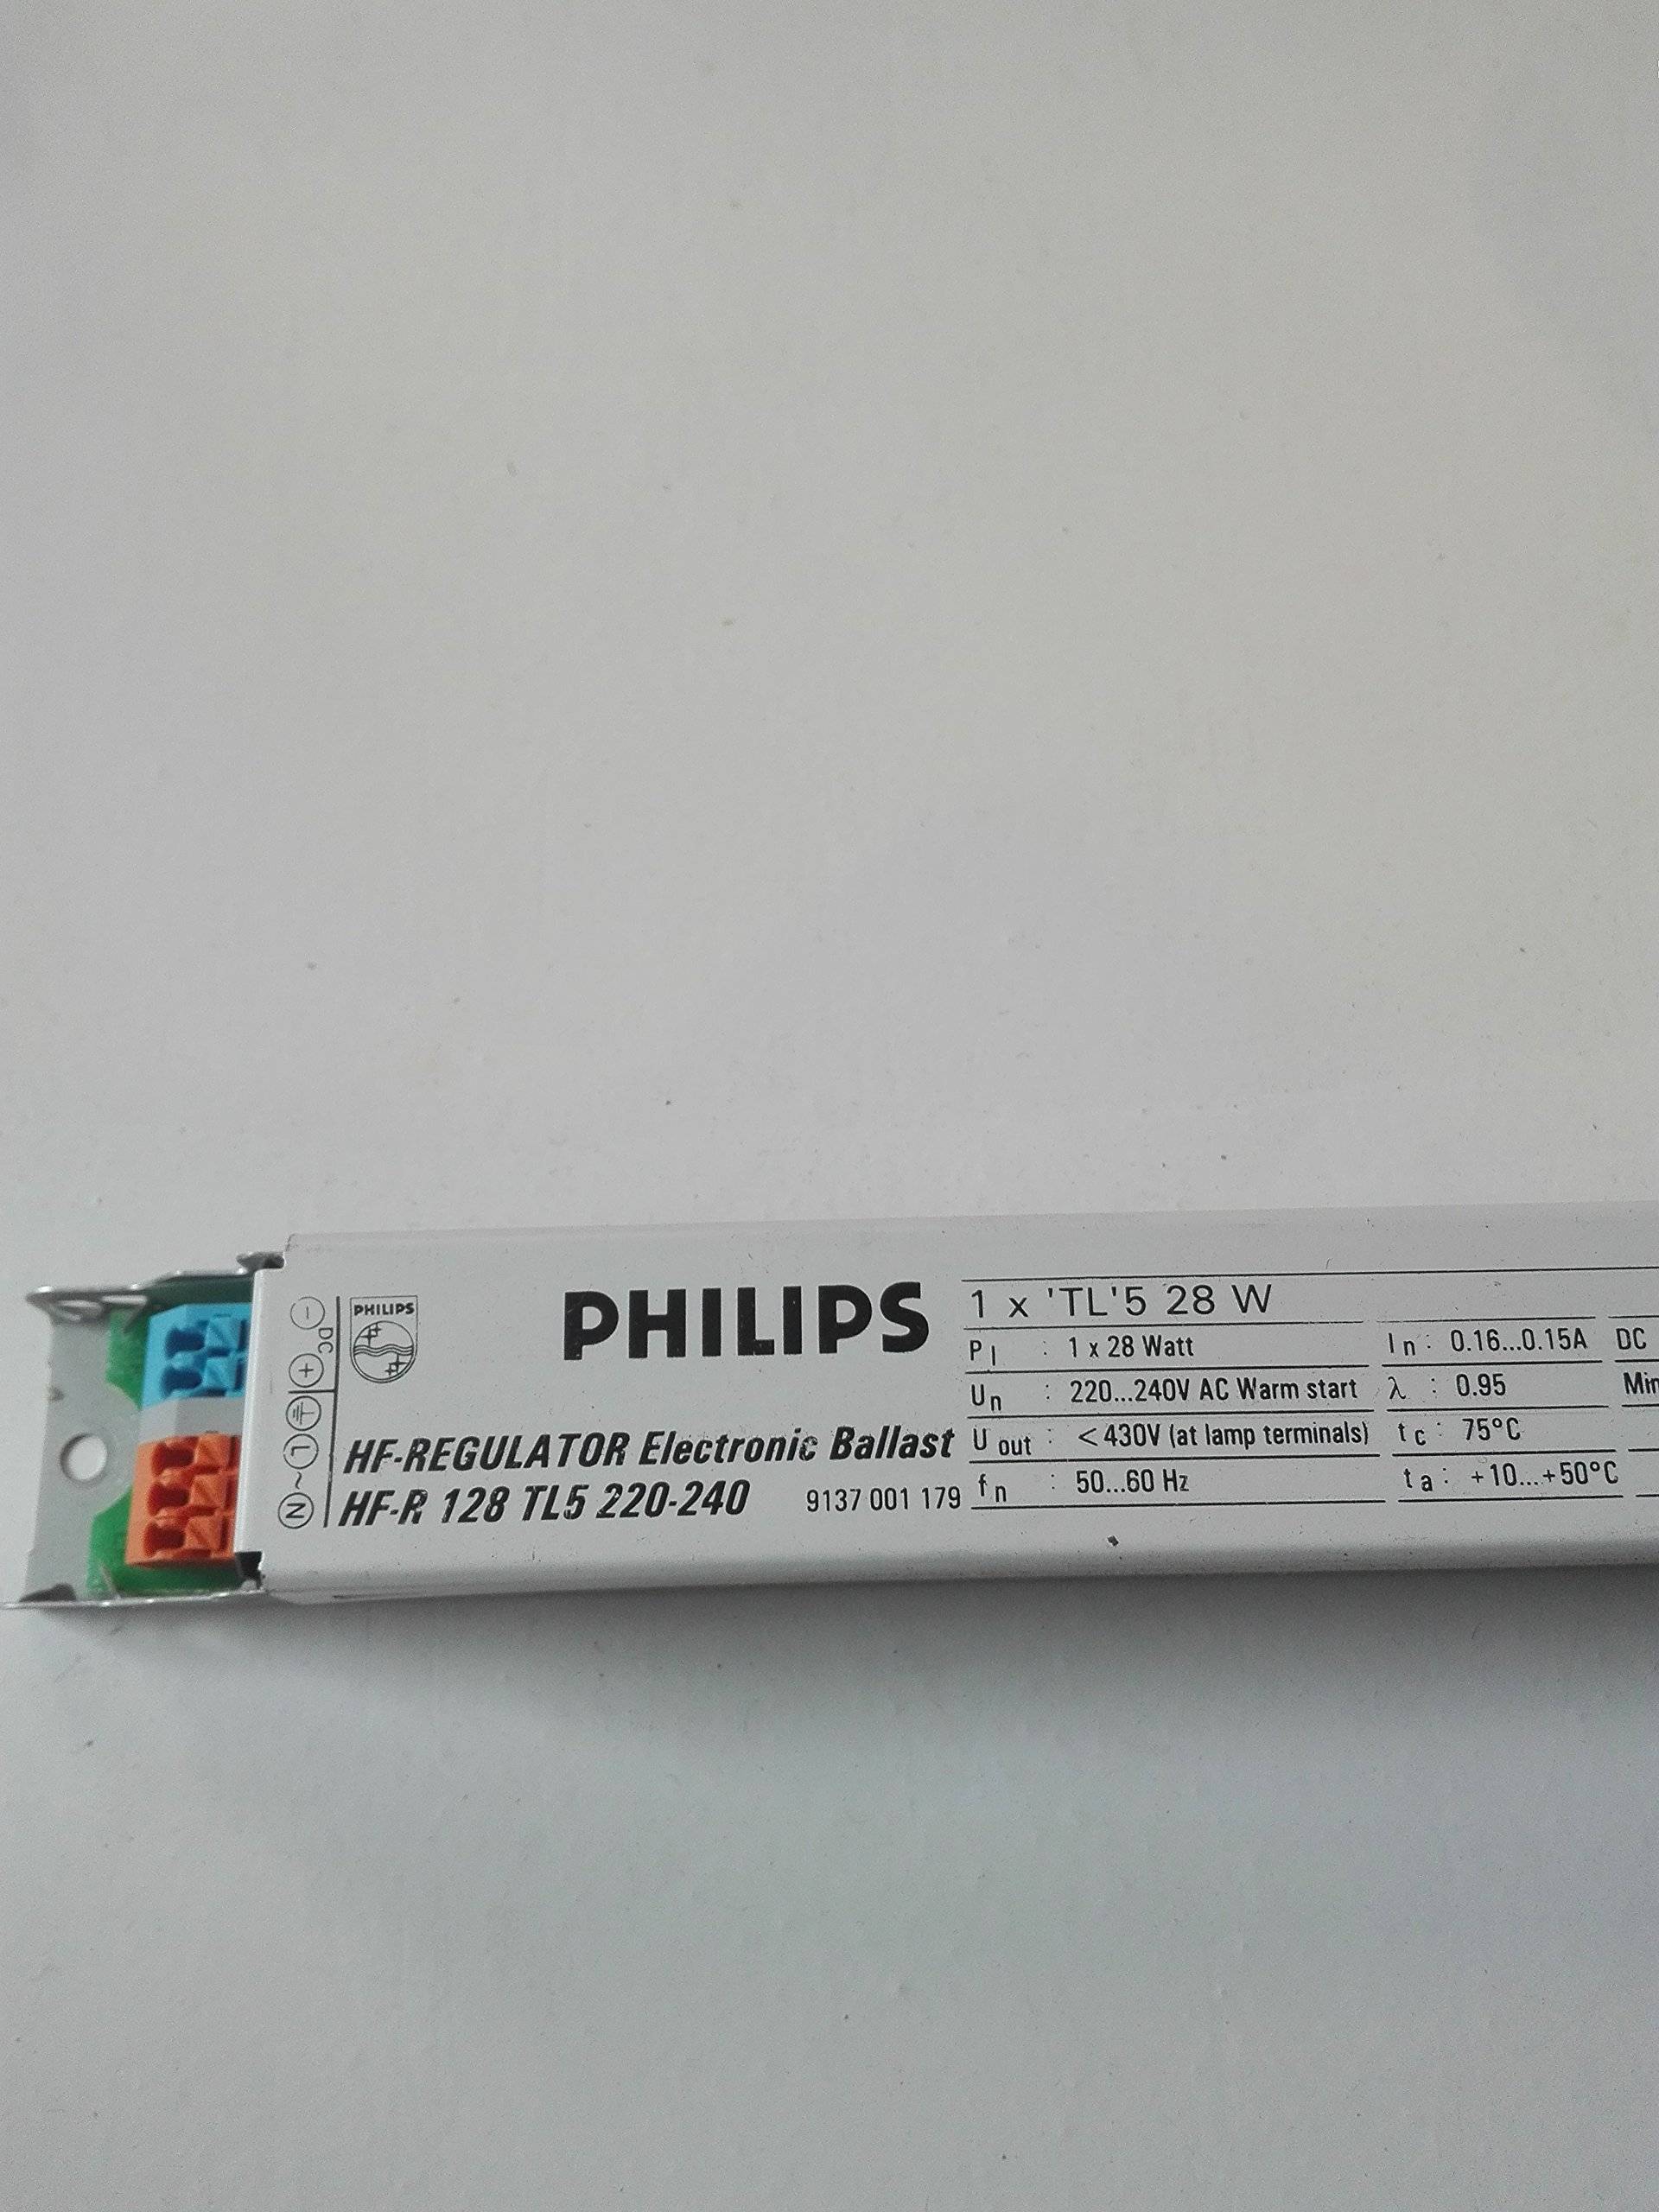 − DC +
L ~ N
PHILIPS
PHILIPS
HF-REGULATOR Electronic Ballast
HF-R 128 TL5 220-240 9137 001 179
1 x 'TL'5 28 W
P l : 1 x 28 Watt I n : 0.16...0.15A DC
U n : 220...240V AC Warm start λ : 0.95
U out : <430V (at lamp terminals) t c : 75°C
f n : 50...60 Hz t a : +10...+50°C